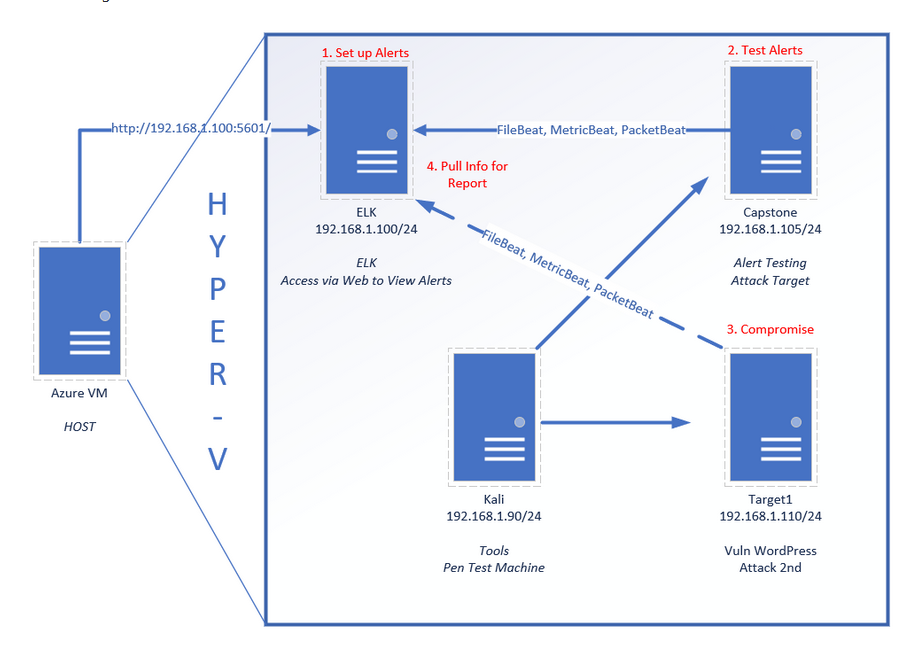 1. Set up Alerts
2. Test Alerts
http://192.168.1.100:5601/
FileBeat, MetricBeat, PacketBeat
4. Pull Info for
Report
H
Y
P
E
R
-
V
ELK
192.168.1.100/24
ELK
Access via Web to View Alerts
Capstone
192.168.1.105/24
Alert Testing
Attack Target
FileBeat, MetricBeat, PacketBeat
3. Compromise
Azure VM
HOST
Kali
192.168.1.90/24
Tools
Pen Test Machine
Target1
192.168.1.110/24
Vuln WordPress
Attack 2nd